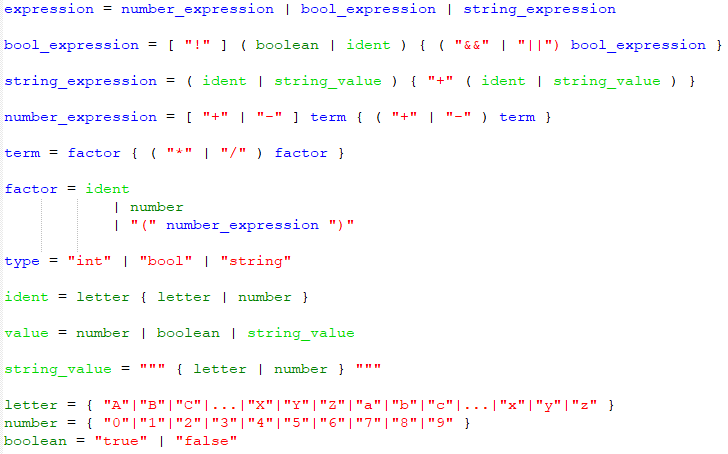 expression = number_expression | bool_expression | string_expression
bool_expression = [ "!" ] ( boolean | ident ) { ( "&&" | "||") bool_expression }
string_expression = ( ident | string_value ) { "+" ( ident | string_value ) }
number_expression = [ "+" | "-" ] term { ( "+" | "-" ) term }
term = factor { ( "*" | "/" ) factor }
factor = ident
| number
| "(" number_expression ")"
type = "int" | "bool" | "string"
ident = letter { letter | number }
value = number | boolean | string_value
string_value = """ { letter | number } """
letter = { "A"|"B"|"C"|...|"X"|"Y"|"Z"|"a"|"b"|"c"|...|"x"|"y"|"z" }
number = { "0"|"1"|"2"|"3"|"4"|"5"|"6"|"7"|"8"|"9" }
boolean = "true" | "false"